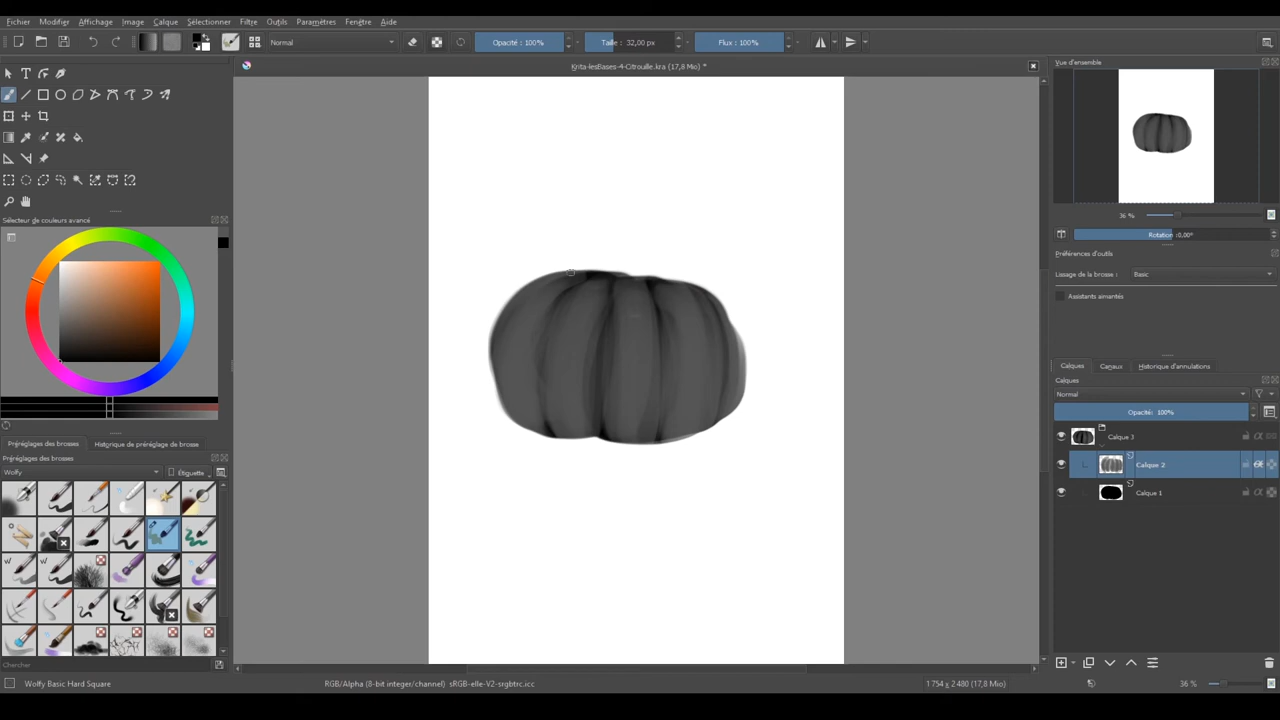 Fichier Modifier Affichage Image Calque Sélectionner Filtre Outils Paramètres Fenêtre Aide
Normal Opacité : 100% Taille : 32,00 px Flux : 100%
Krita-lesBases-4-Citrouille.kra (17,8 Mio) *
Vue d'ensemble
36 %
Rotation : 0,00°
Sélecteur de couleurs avancé
Préférences d'outils
Lissage de la brosse : Basic
Assistants aimantés
Calques Canaux Historique d'annulations
Calques
Normal
Opacité: 100%
Calque 3
Calque 2
Calque 1
Préréglages des brosses Historique de préréglage de brosse
Préréglages des brosses
Wolfy Étiquette
Chercher
Wolfy Basic Hard Square RGB/Alpha (8-bit integer/channel) sRGB-elle-V2-srgbtrc.icc 1 754 x 2 480 (17,8 Mio) 36 %